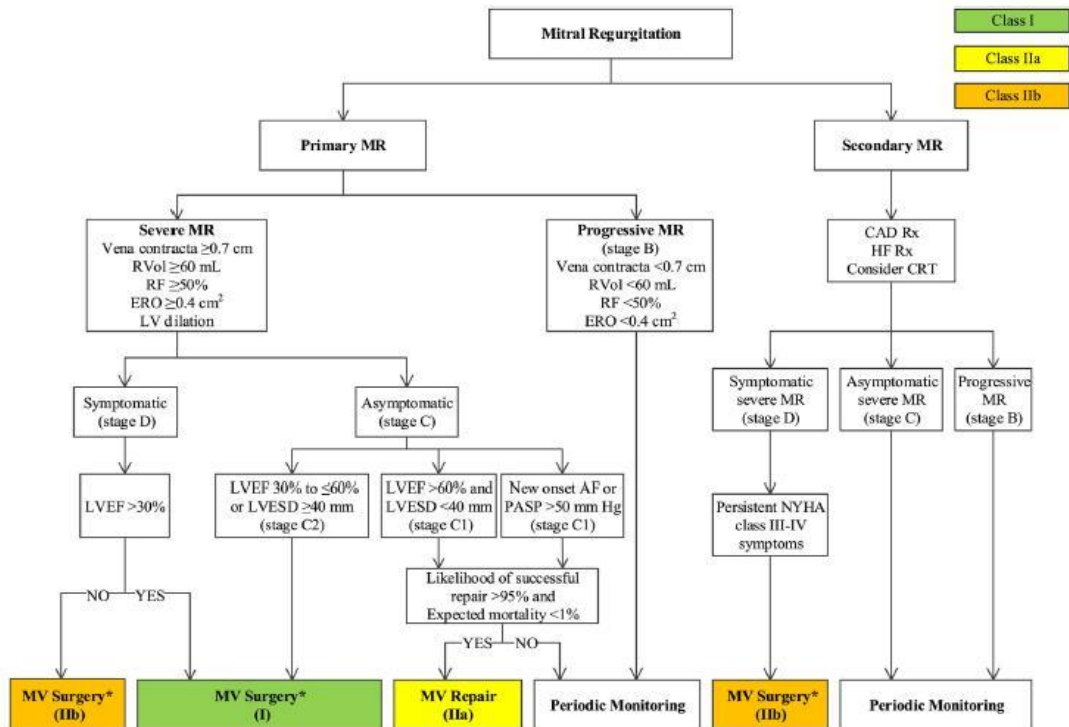 Mitral Regurgitation
Class I
Class IIa
Class IIb
Primary MR
Secondary MR
Severe MR
Vena contracta ≥0.7 cm
RVol ≥60 mL
RF ≥50%
ERO ≥0.4 cm²
LV dilation
Progressive MR
(stage B)
Vena contracta <0.7 cm
RVol <60 mL
RF <50%
ERO <0.4 cm²
CAD Rx
HF Rx
Consider CRT
Symptomatic
(stage D)
Asymptomatic
(stage C)
Symptomatic
severe MR
(stage D)
Asymptomatic
severe MR
(stage C)
Progressive
MR
(stage B)
LVEF >30%
LVEF 30% to ≤60%
or LVESD ≥40 mm
(stage C2)
LVEF >60% and
LVESD <40 mm
(stage C1)
New onset AF or
PASP >50 mm Hg
(stage C1)
Persistent NYHA
class III-IV
symptoms
Likelihood of successful
repair >95% and
Expected mortality <1%
NO
YES
YES
NO
MV Surgery*
(IIb)
MV Surgery*
(I)
MV Repair
(IIa)
Periodic Monitoring
MV Surgery*
(IIb)
Periodic Monitoring